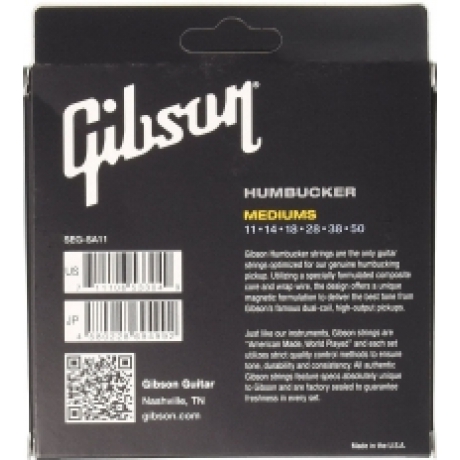 Gibson
HUMBUCKER
MEDIUMS
11•14•18•28•38•50
SEG-SA11
US
JP
4 580228 694992
Gibson Humbucker strings are the only guitar
strings optimized for our genuine humbucking
pickup. Utilizing a specially formulated composite
core and wrap wire, the design offers a unique
magnetic formulation to deliver the best tone from
Gibson's famous dual-coil, high-output pickups.
Just like our instruments, Gibson strings are
"American Made, World Played" and each set
utilizes strict quality control methods to ensure
tone, durability and consistency. All authentic
Gibson strings feature specs absolutely unique
to Gibson and are factory sealed to guarantee
freshness in every set.
Gibson Guitar
Nashville, TN
gibson.com